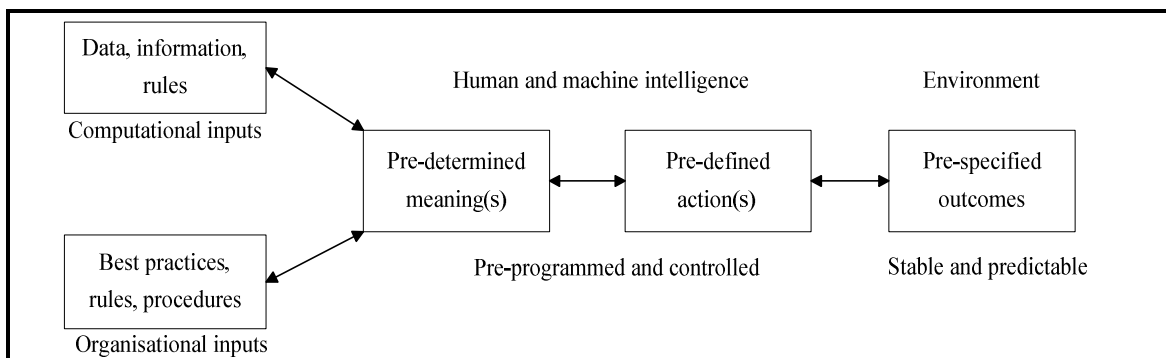 Data, information,
rules
Computational inputs
Best practices,
rules, procedures
Organisational inputs
Human and machine intelligence
Pre-determined
meaning(s)
Pre-defined
action(s)
Pre-programmed and controlled
Environment
Pre-specified
outcomes
Stable and predictable